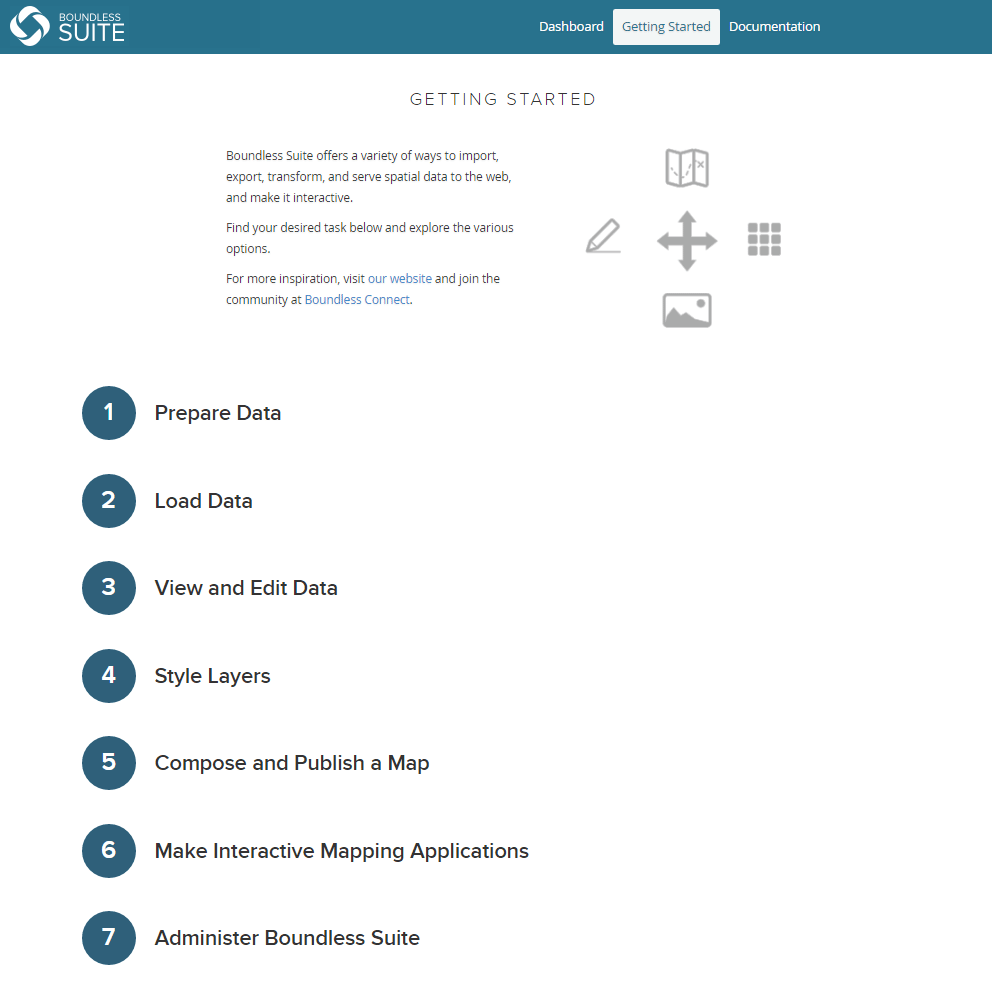 BOUNDLESS
SUITE
Dashboard Getting Started Documentation
GETTING STARTED
Boundless Suite offers a variety of ways to import,
export, transform, and serve spatial data to the web,
and make it interactive.
Find your desired task below and explore the various
options.
For more inspiration, visit our website and join the
community at Boundless Connect.
1 Prepare Data
2 Load Data
3 View and Edit Data
4 Style Layers
5 Compose and Publish a Map
6 Make Interactive Mapping Applications
7 Administer Boundless Suite